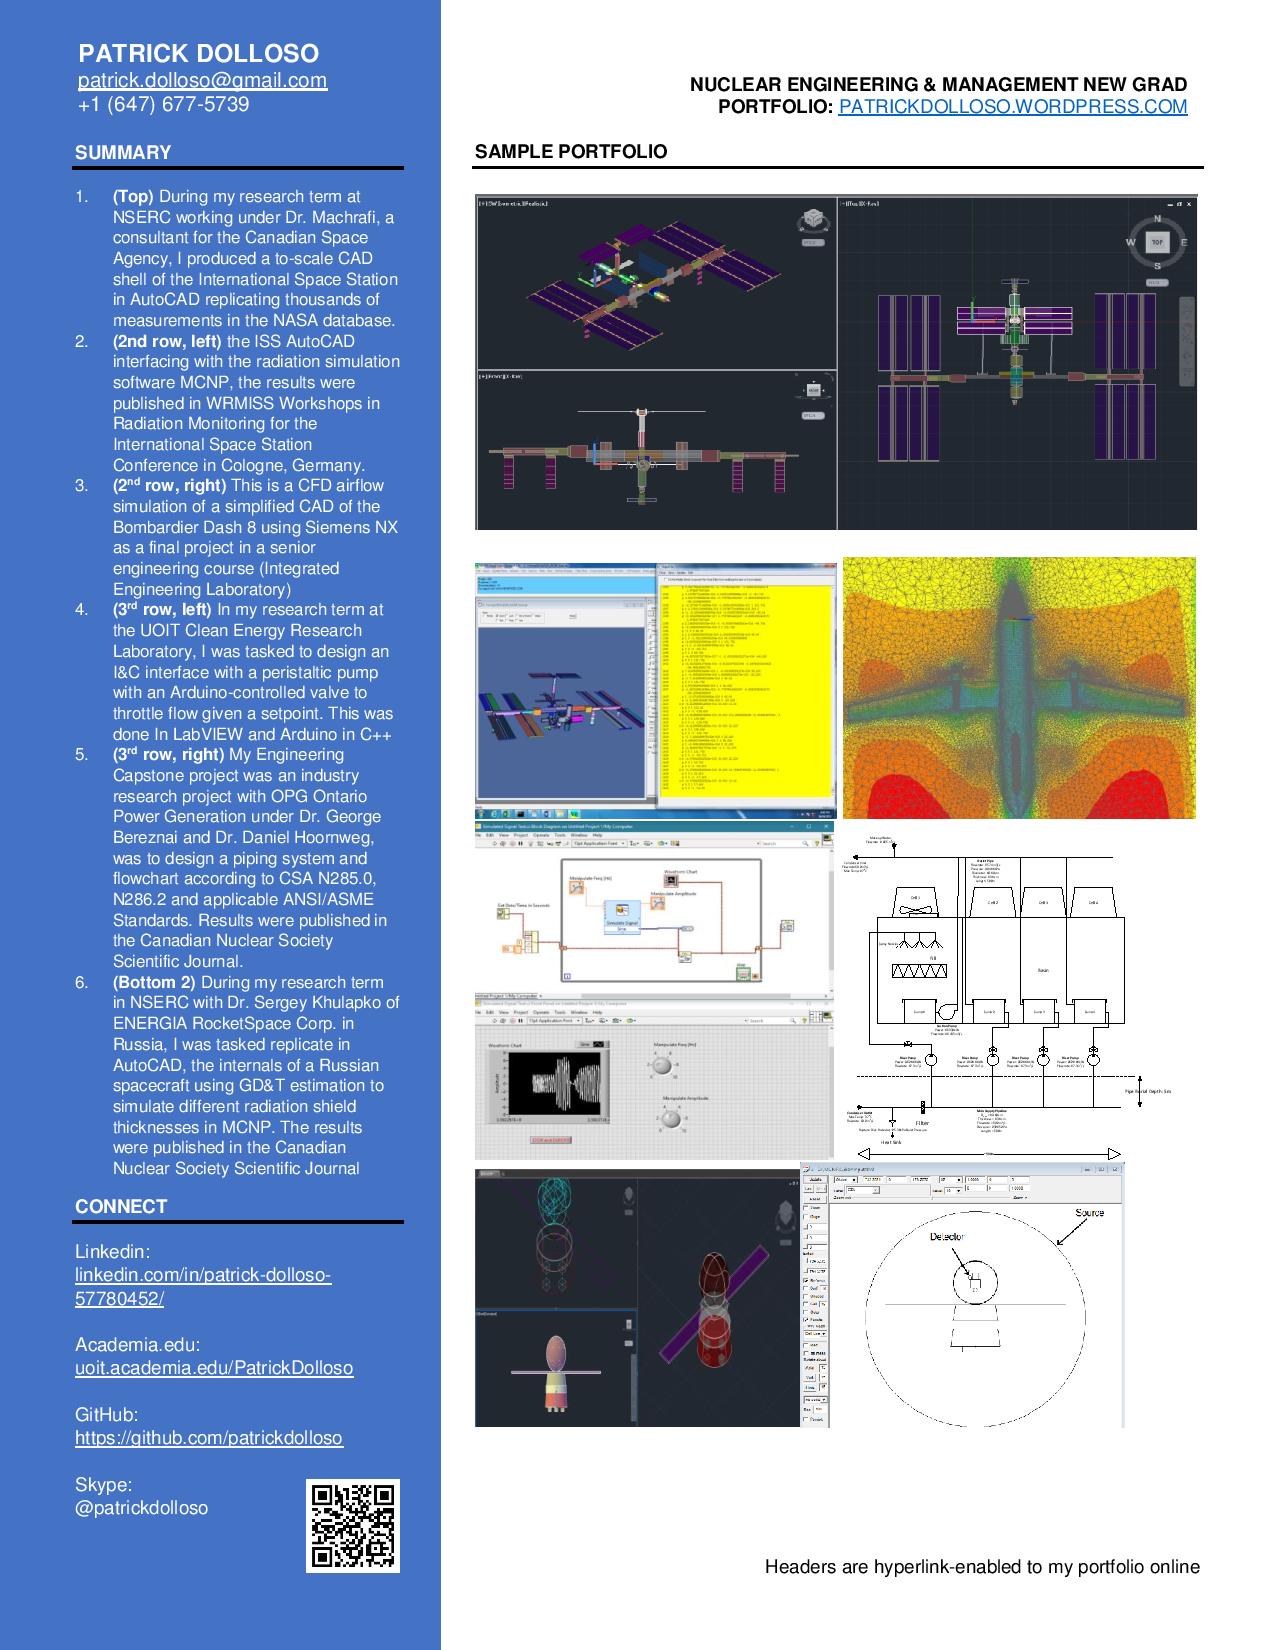 PATRICK DOLLOSO
patrick.dolloso@gmail.com
+1 (647) 677-5739
NUCLEAR ENGINEERING & MANAGEMENT NEW GRAD
PORTFOLIO: PATRICKDOLLOSO.WORDPRESS.COM
SUMMARY
1. (Top) During my research term at
NSERC working under Dr. Machrafi, a
consultant for the Canadian Space
Agency, I produced a to-scale CAD
shell of the International Space Station
in AutoCAD replicating thousands of
measurements in the NASA database.
2. (2nd row, left) the ISS AutoCAD
interfacing with the radiation simulation
software MCNP, the results were
published in WRMISS Workshops in
Radiation Monitoring for the
International Space Station
Conference in Cologne, Germany.
3. (2nd row, right) This is a CFD airflow
simulation of a simplified CAD of the
Bombardier Dash 8 using Siemens NX
as a final project in a senior
engineering course (Integrated
Engineering Laboratory)
4. (3rd row, left) In my research term at
the UOIT Clean Energy Research
Laboratory, I was tasked to design an
I&C interface with a peristaltic pump
with an Arduino-controlled valve to
throttle flow given a setpoint. This was
done In LabVIEW and Arduino in C++
5. (3rd row, right) My Engineering
Capstone project was an industry
research project with OPG Ontario
Power Generation under Dr. George
Bereznai and Dr. Daniel Hoornweg,
was to design a piping system and
flowchart according to CSA N285.0,
N286.2 and applicable ANSI/ASME
Standards. Results were published in
the Canadian Nuclear Society
Scientific Journal.
6. (Bottom 2) During my research term
in NSERC with Dr. Sergey Khulapko of
ENERGIA RocketSpace Corp. in
Russia, I was tasked replicate in
AutoCAD, the internals of a Russian
spacecraft using GD&T estimation to
simulate different radiation shield
thicknesses in MCNP. The results
were published in the Canadian
Nuclear Society Scientific Journal
CONNECT
Linkedin:
linkedin.com/in/patrick-dolloso-
57780452/
Academia.edu:
uoit.academia.edu/PatrickDolloso
GitHub:
https://github.com/patrickdolloso
Skype:
@patrickdolloso
SAMPLE PORTFOLIO
N
W
TOP
E
S
Waveform Chart
Manipulate Freq [Hz]
Manipulate Amplitude
Get Date/Time In Seconds
Simulate Signal
Sine
Waveform Chart
Manipulate Freq [Hz]
Manipulate Amplitude
Amplitude
Basin
Pipe Burial Depth: 5m
Filter
Heat Sink
Source
Detector
Headers are hyperlink-enabled to my portfolio online